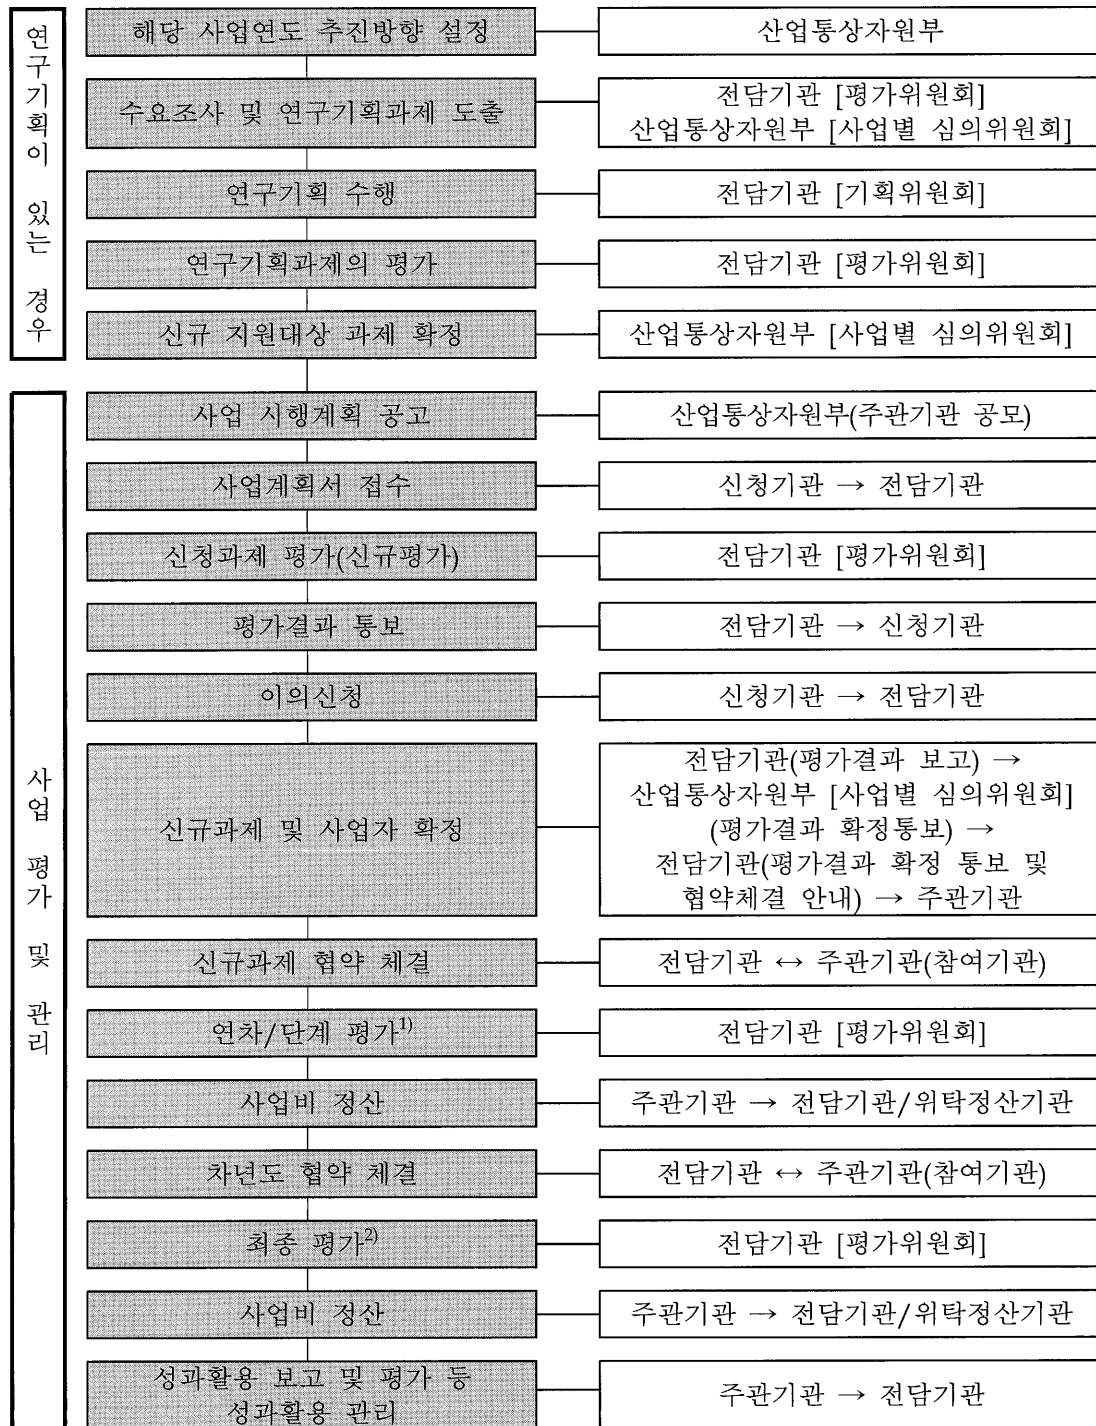 연구기획이 있는 경우
해당 사업연도 추진방향 설정
산업통상자원부
수요조사 및 연구기획과제 도출
전담기관 [평가위원회]
산업통상자원부 [사업별 심의위원회]
연구기획 수행
전담기관 [기획위원회]
연구기획과제의 평가
전담기관 [평가위원회]
신규 지원대상 과제 확정
산업통상자원부 [사업별 심의위원회]
사업 평가 및 관리
사업 시행계획 공고
산업통상자원부(주관기관 공모)
사업계획서 접수
신청기관 → 전담기관
신청과제 평가(신규평가)
전담기관 [평가위원회]
평가결과 통보
전담기관 → 신청기관
이의신청
신청기관 → 전담기관
신규과제 및 사업자 확정
전담기관(평가결과 보고) →
산업통상자원부 [사업별 심의위원회]
(평가결과 확정통보) →
전담기관(평가결과 확정 통보 및
협약체결 안내) → 주관기관
신규과제 협약 체결
전담기관 ↔ 주관기관(참여기관)
연차/단계 평가1)
전담기관 [평가위원회]
사업비 정산
주관기관 → 전담기관/위탁정산기관
차년도 협약 체결
전담기관 ↔ 주관기관(참여기관)
최종 평가2)
전담기관 [평가위원회]
사업비 정산
주관기관 → 전담기관/위탁정산기관
성과활용 보고 및 평가 등
성과활용 관리
주관기관 → 전담기관